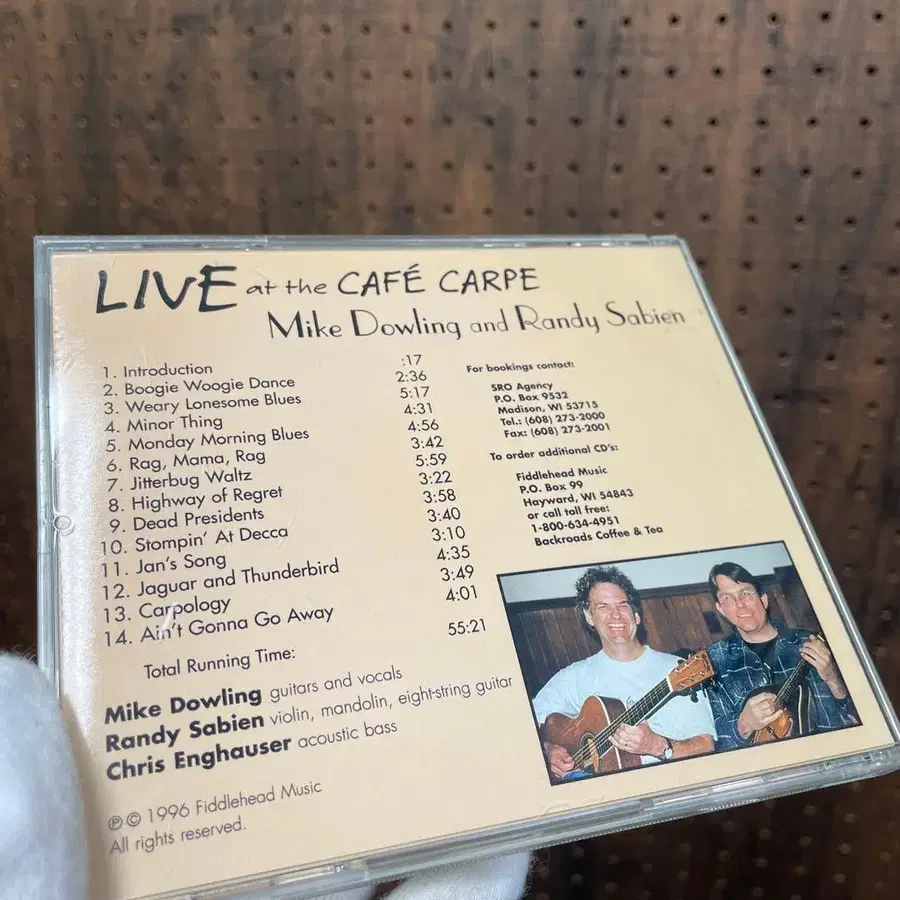 LIVE at the CAFÉ CARPE
Mike Dowling and Randy Sabien
1. Introduction :17
2. Boogie Woogie Dance 2:36
3. Weary Lonesome Blues 5:17
4. Minor Thing 4:31
5. Monday Morning Blues 4:56
6. Rag, Mama, Rag 3:42
7. Jitterbug Waltz 5:59
8. Highway of Regret 3:22
9. Dead Presidents 3:58
10. Stompin' At Decca 3:40
11. Jan's Song 3:10
12. Jaguar and Thunderbird 4:35
13. Carpology 3:49
14. Ain't Gonna Go Away 4:01
Total Running Time: 55:21
Mike Dowling guitars and vocals
Randy Sabien violin, mandolin, eight-string guitar
Chris Enghauser acoustic bass
℗ © 1996 Fiddlehead Music
All rights reserved.
For bookings contact:
SRO Agency
P.O. Box 9532
Madison, WI 53715
Tel.: (608) 273-2000
Fax: (608) 273-2001
To order additional CD's:
Fiddlehead Music
P.O. Box 99
Hayward, WI 54843
or call toll free:
1-800-634-4951
Backroads Coffee & Tea